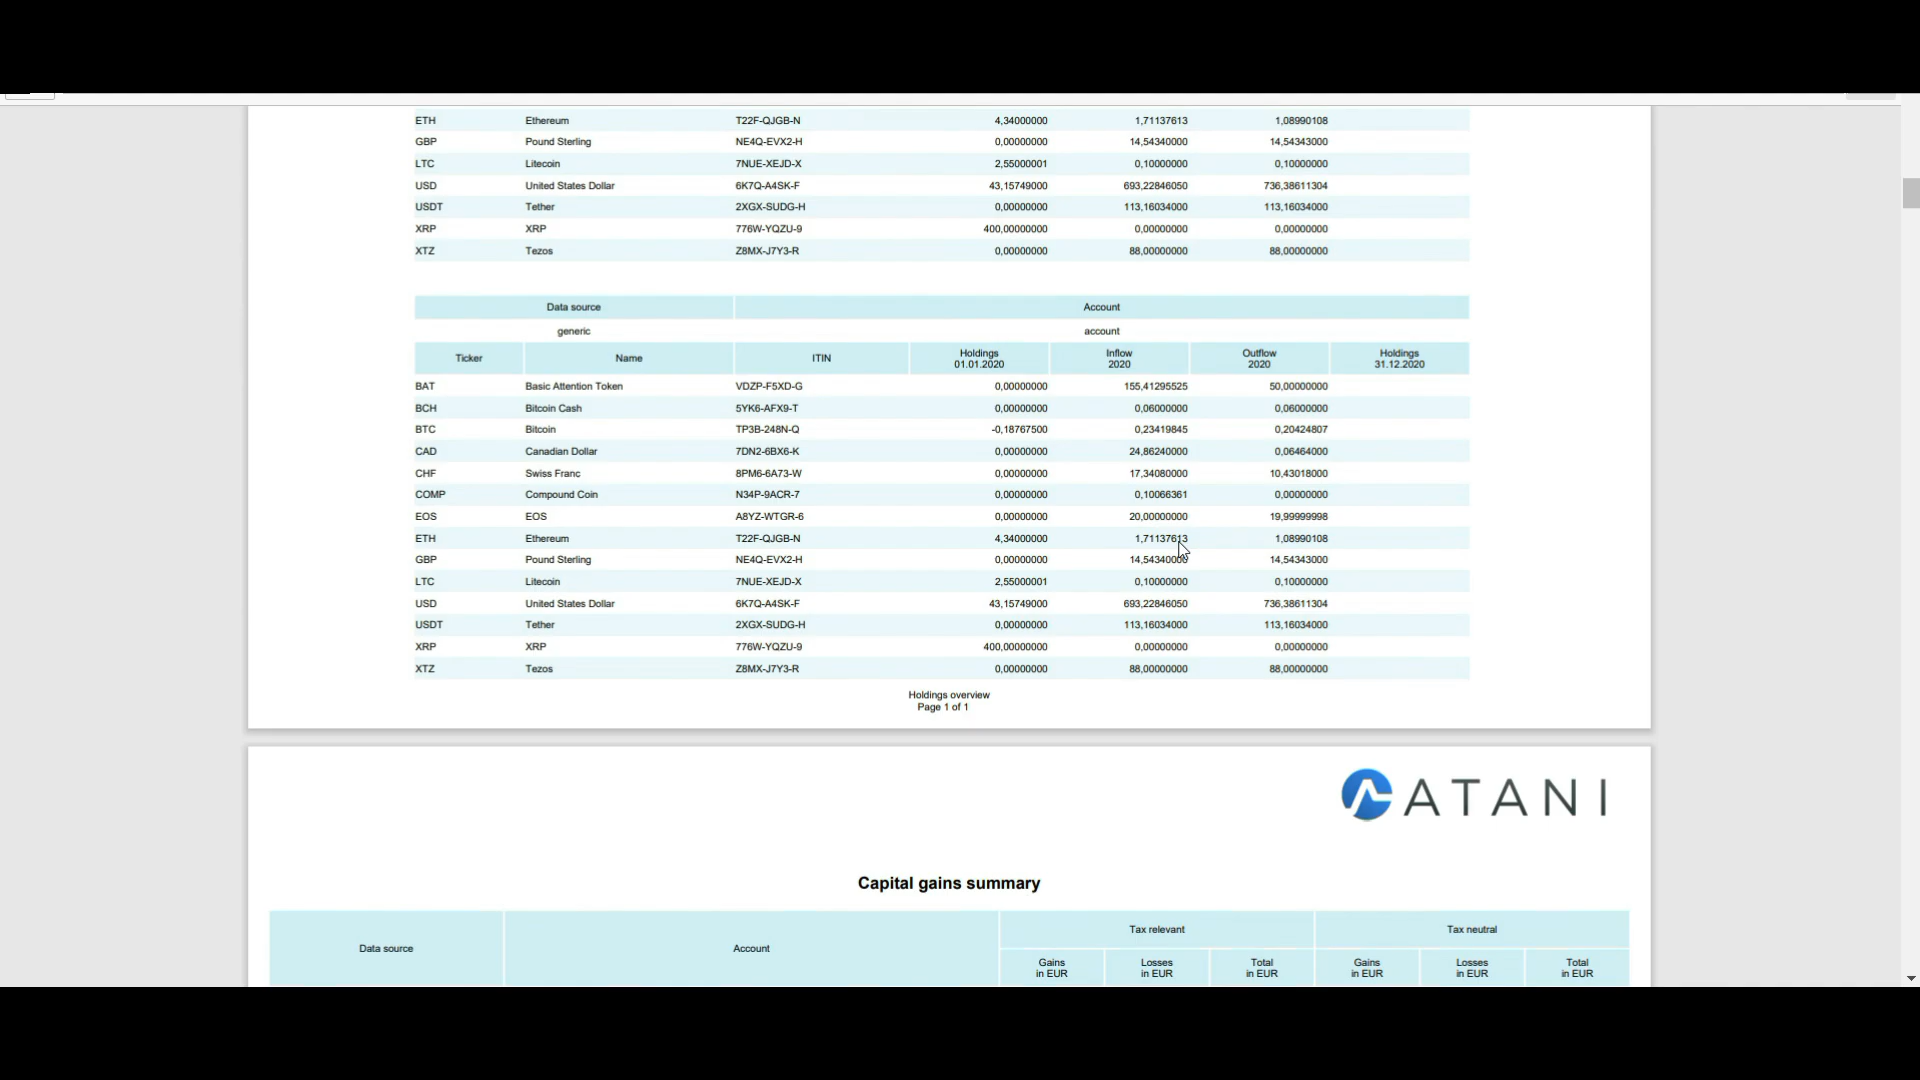 ETH Ethereum T22F-QJGB-N 4,34000000 1,71137613 1,08990108
GBP Pound Sterling NE4Q-EVX2-H 0,00000000 14,54340000 14,54343000
LTC Litecoin 7NUE-XEJD-X 2,55000001 0,10000000 0,10000000
USD United States Dollar 6K7Q-A4SK-F 43,15749000 693,22846050 736,38611304
USDT Tether 2XGX-SUDG-H 0,00000000 113,16034000 113,16034000
XRP XRP 776W-YQZU-9 400,00000000 0,00000000 0,00000000
XTZ Tezos Z8MX-J7Y3-R 0,00000000 88,00000000 88,00000000
Data source Account
generic account
Ticker Name ITIN Holdings 01.01.2020 Inflow 2020 Outflow 2020 Holdings 31.12.2020
BAT Basic Attention Token VDZP-F5XD-G 0,00000000 155,41295525 50,00000000
BCH Bitcoin Cash 5YK6-AFX9-T 0,00000000 0,06000000 0,06000000
BTC Bitcoin TP3B-248N-Q -0,18767500 0,23419845 0,20424807
CAD Canadian Dollar 7DN2-6BX6-K 0,00000000 24,86240000 0,06464000
CHF Swiss Franc 8PM6-6A73-W 0,00000000 17,34080000 10,43018000
COMP Compound Coin N34P-9ACR-7 0,00000000 0,10066361 0,00000000
EOS EOS A8YZ-WTGR-6 0,00000000 20,00000000 19,99999998
ETH Ethereum T22F-QJGB-N 4,34000000 1,71137613 1,08990108
GBP Pound Sterling NE4Q-EVX2-H 0,00000000 14,54340000 14,54343000
LTC Litecoin 7NUE-XEJD-X 2,55000001 0,10000000 0,10000000
USD United States Dollar 6K7Q-A4SK-F 43,15749000 693,22846050 736,38611304
USDT Tether 2XGX-SUDG-H 0,00000000 113,16034000 113,16034000
XRP XRP 776W-YQZU-9 400,00000000 0,00000000 0,00000000
XTZ Tezos Z8MX-J7Y3-R 0,00000000 88,00000000 88,00000000
Holdings overview
Page 1 of 1
ATANI
Capital gains summary
Data source Account Tax relevant Tax neutral
Gains in EUR Losses in EUR Total in EUR Gains in EUR Losses in EUR Total in EUR